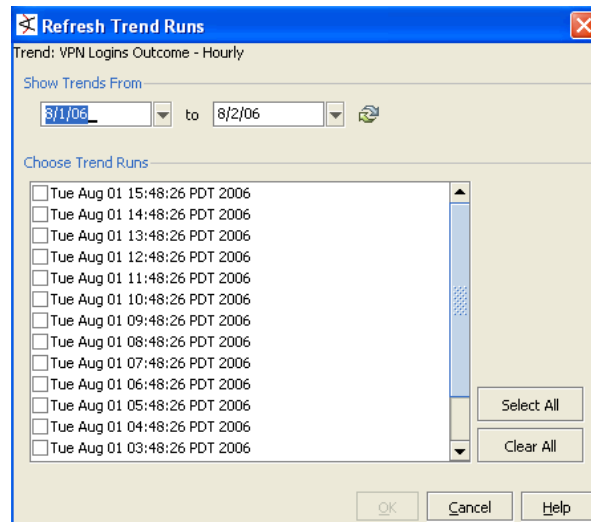 Refresh Trend Runs
Trend: VPN Logins Outcome - Hourly
Show Trends From
8/1/06 to 8/2/06
Choose Trend Runs
Tue Aug 01 15:48:26 PDT 2006
Tue Aug 01 14:48:26 PDT 2006
Tue Aug 01 13:48:26 PDT 2006
Tue Aug 01 12:48:26 PDT 2006
Tue Aug 01 11:48:26 PDT 2006
Tue Aug 01 10:48:26 PDT 2006
Tue Aug 01 09:48:26 PDT 2006
Tue Aug 01 08:48:26 PDT 2006
Tue Aug 01 07:48:26 PDT 2006
Tue Aug 01 06:48:26 PDT 2006
Tue Aug 01 05:48:26 PDT 2006
Tue Aug 01 04:48:26 PDT 2006
Tue Aug 01 03:48:26 PDT 2006
Select All
Clear All
OK Cancel Help